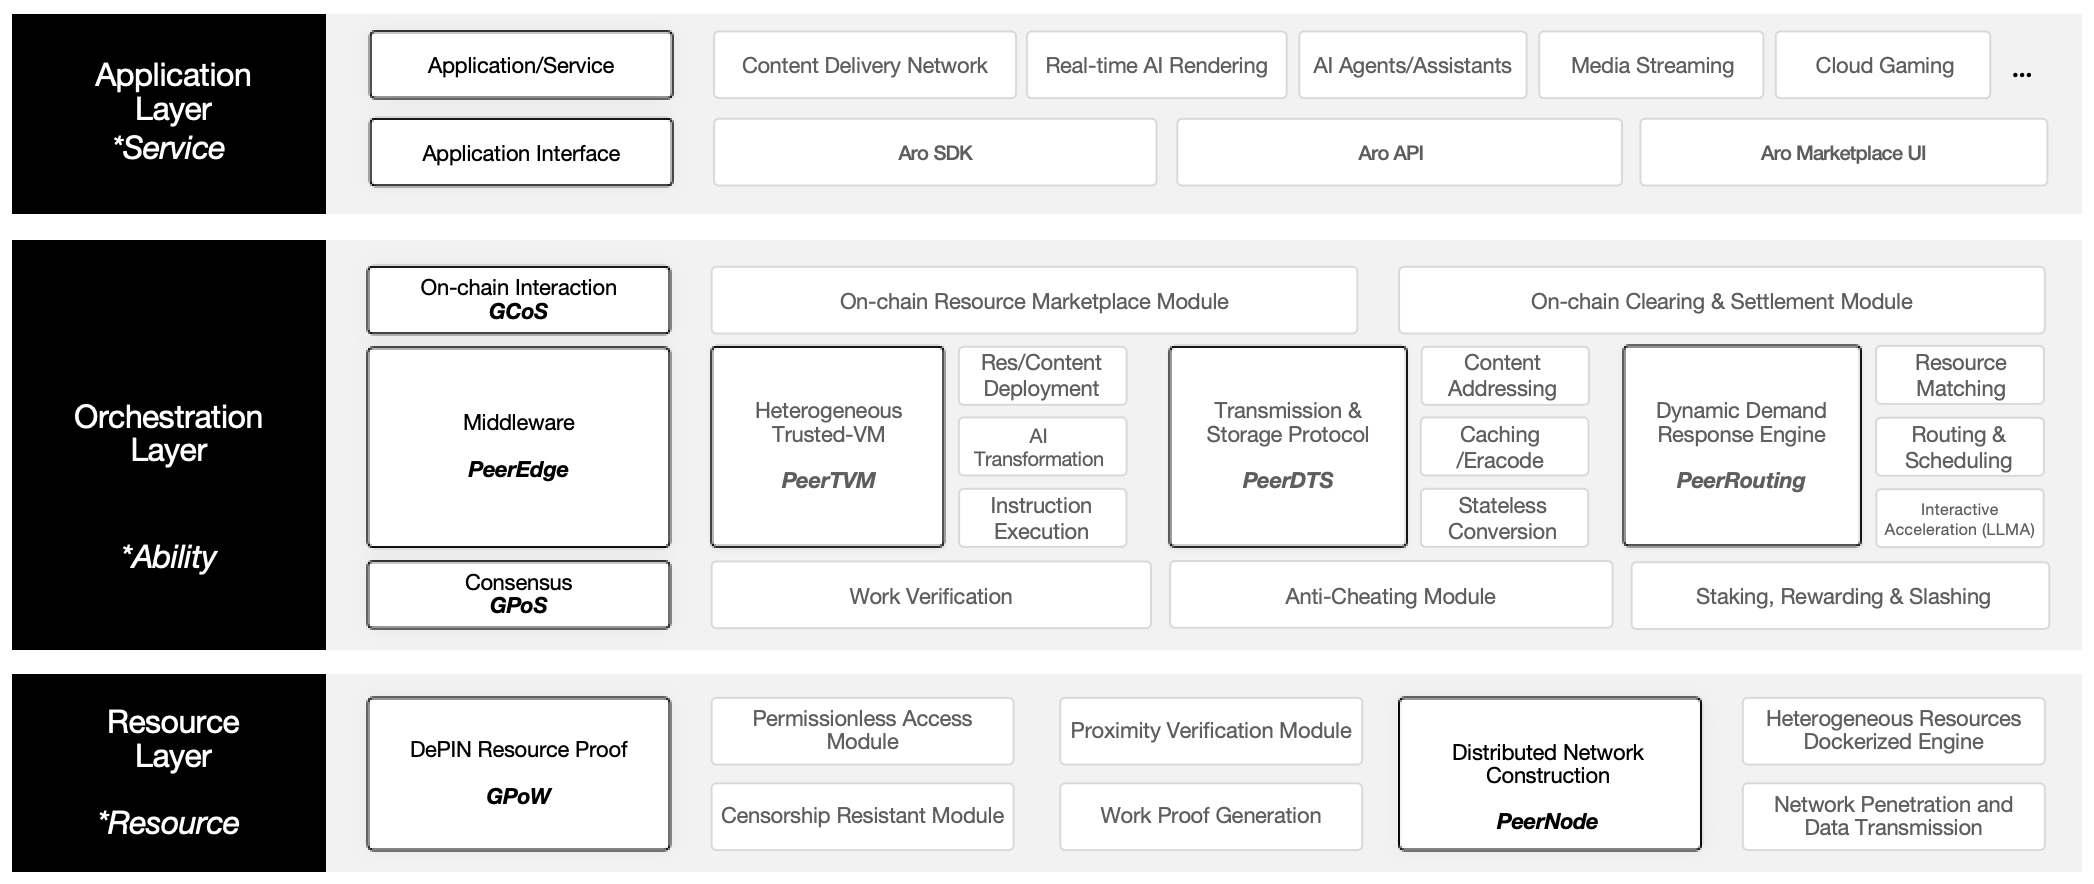 Application
Layer
*Service
Application/Service
Content Delivery Network
Real-time AI Rendering
AI Agents/Assistants
Media Streaming
Cloud Gaming
...
Application Interface
Aro SDK
Aro API
Aro Marketplace UI
Orchestration
Layer
*Ability
On-chain Interaction
GCoS
On-chain Resource Marketplace Module
On-chain Clearing & Settlement Module
Middleware
PeerEdge
Heterogeneous
Trusted-VM
PeerTVM
Res/Content
Deployment
AI
Transformation
Instruction
Execution
Transmission &
Storage Protocol
PeerDTS
Content
Addressing
Caching
/Eracode
Stateless
Conversion
Dynamic Demand
Response Engine
PeerRouting
Resource
Matching
Routing &
Scheduling
Interactive
Acceleration (LLMA)
Consensus
GPoS
Work Verification
Anti-Cheating Module
Staking, Rewarding & Slashing
Resource
Layer
*Resource
DePIN Resource Proof
GPoW
Permissionless Access
Module
Proximity Verification Module
Censorship Resistant Module
Work Proof Generation
Distributed Network
Construction
PeerNode
Heterogeneous Resources
Dockerized Engine
Network Penetration and
Data Transmission